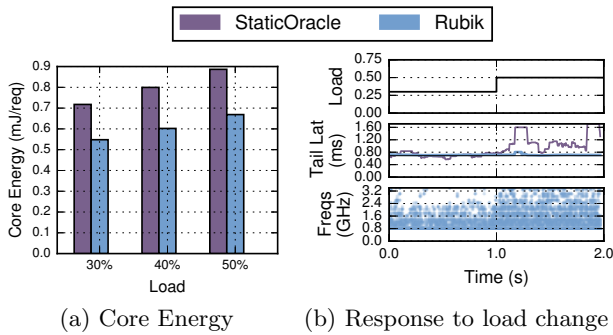 StaticOracle Rubik
Core Energy (mJ/req)
0.9
0.8
0.7
0.6
0.5
0.4
0.3
0.2
0.1
0.0
30% 40% 50%
Load
(a) Core Energy
Load
0.75
0.50
0.25
0.00
Tail Lat
(ms)
1.60
1.20
0.80
0.40
0.00
Freqs
(GHz)
3.2
2.4
1.6
0.8
0.0
0.0 1.0 2.0
Time (s)
(b) Response to load change